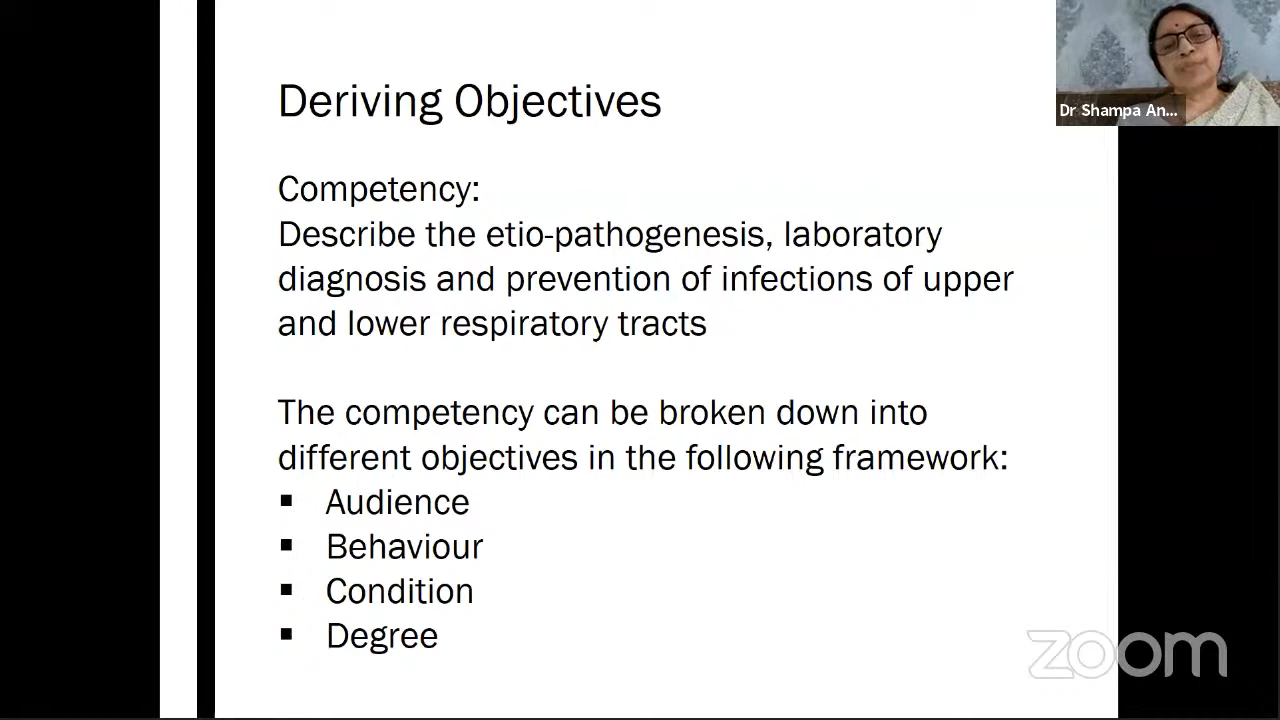 Deriving Objectives
Dr Shampa An...
Competency:
Describe the etio-pathogenesis, laboratory
diagnosis and prevention of infections of upper
and lower respiratory tracts
The competency can be broken down into
different objectives in the following framework:
▪ Audience
▪ Behaviour
▪ Condition
▪ Degree
zoom